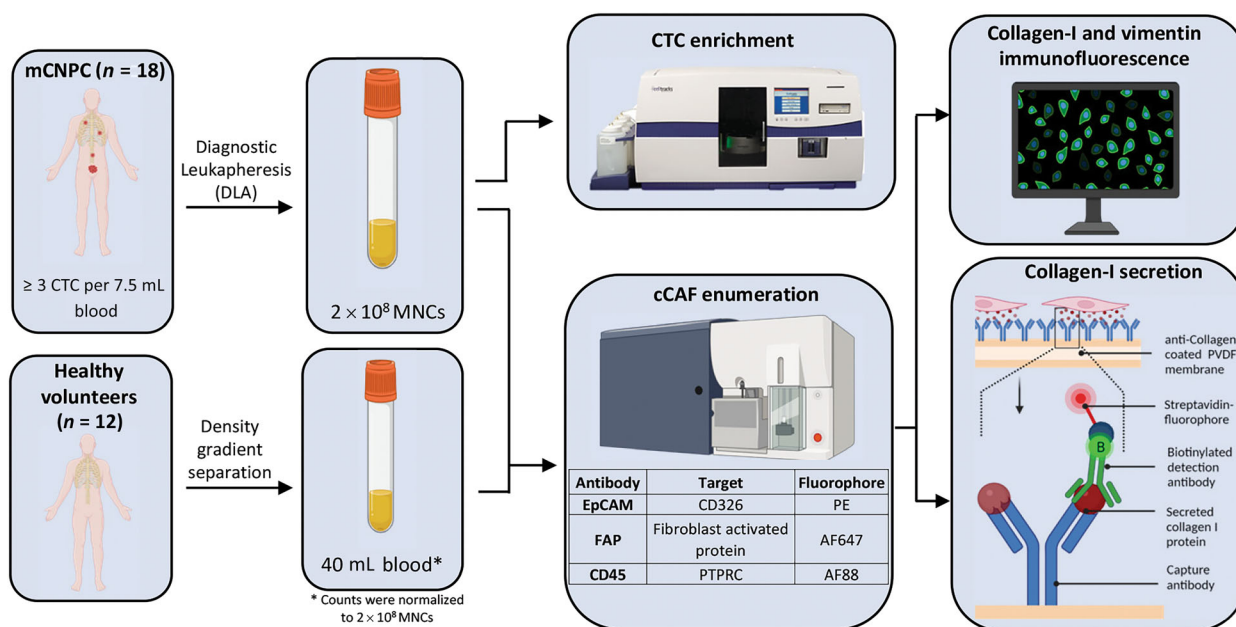 mCNPC (n = 18)
≥ 3 CTC per 7.5 mL
blood
Diagnostic
Leukapheresis
(DLA)
2 × 10⁸ MNCs
Healthy
volunteers
(n = 12)
Density
gradient
separation
40 mL blood*
* Counts were normalized
to 2 × 10⁸ MNCs
CTC enrichment
cCAF enumeration
Antibody Target Fluorophore
EpCAM CD326 PE
FAP Fibroblast activated
protein AF647
CD45 PTPRC AF88
Collagen-I and vimentin
immunofluorescence
Collagen-I secretion
anti-Collagen
coated PVDF
membrane
Streptavidin-
fluorophore
B
Biotinylated
detection
antibody
Secreted
collagen I
protein
Capture
antibody